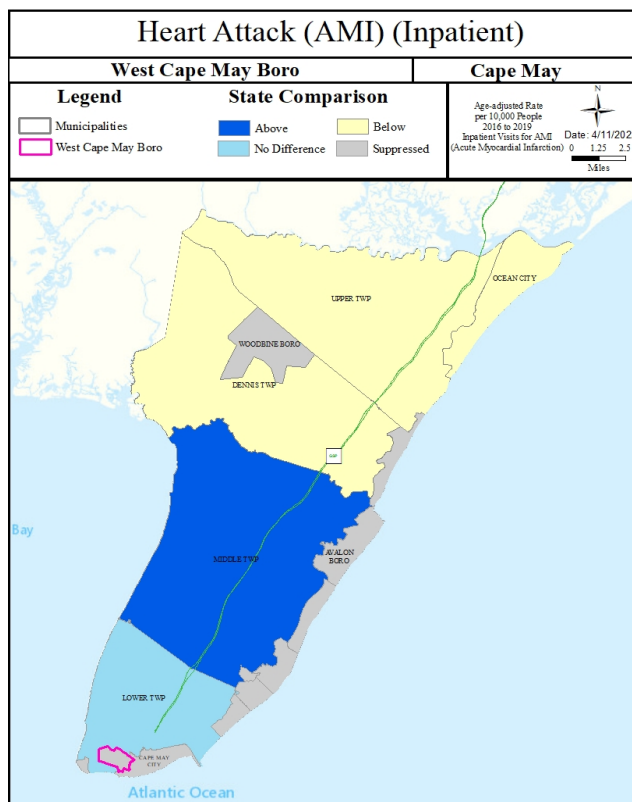 Heart Attack (AMI) (Inpatient)
West Cape May Boro
Cape May
Legend
Municipalities
West Cape May Boro
State Comparison
Above
Below
No Difference
Suppressed
Age-adjusted Rate
per 10,000 People
2016 to 2019
Inpatient Visits for AMI
(Acute Myocardial Infarction)
N
Date: 4/11/202
0 1.25 2.5
Miles
OCEAN CITY
UPPER TWP
WOODBINE BORO
DENNIS TWP
Bay
AVALON
BORO
MIDDLE TWP
LOWER TWP
CAPE MAY
CITY
Atlantic Ocean